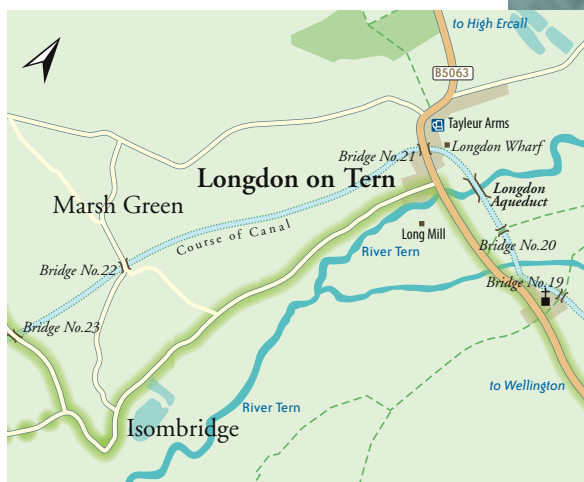 to High Ercall
B5063
Tayleur Arms
Bridge No.21
Longdon Wharf
Longdon on Tern
Longdon
Aqueduct
Marsh Green
Course of Canal
Long Mill
River Tern
Bridge No.20
Bridge No.22
Bridge No.19
Bridge No.23
to Wellington
River Tern
Isombridge